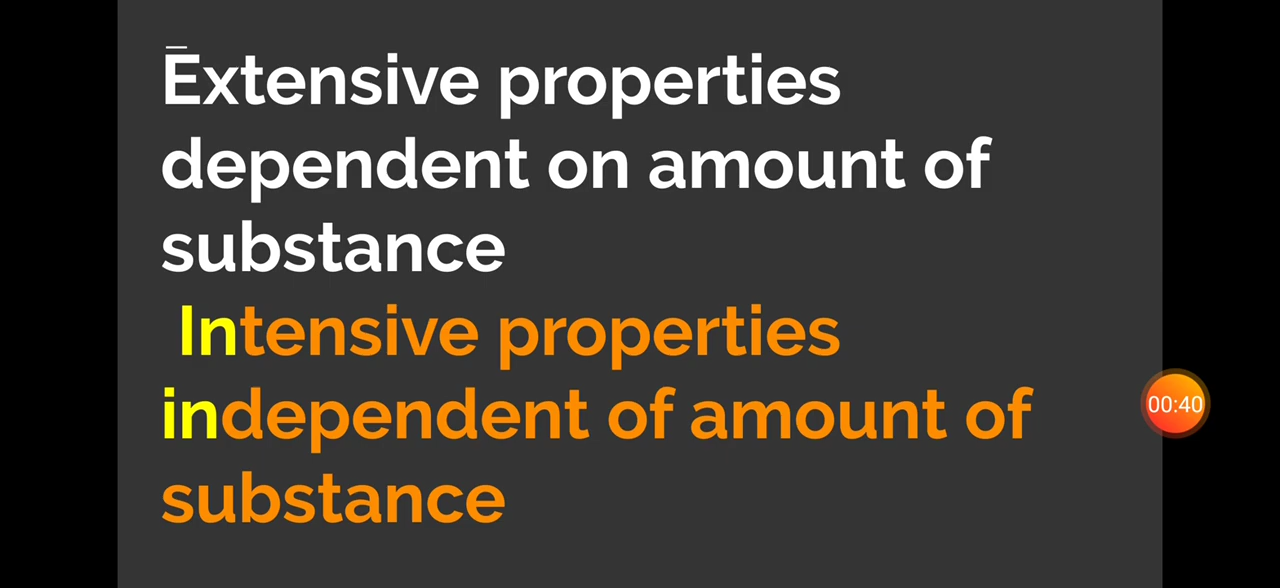 Extensive properties
dependent on amount of
substance
Intensive properties
independent of amount of
substance
00:40